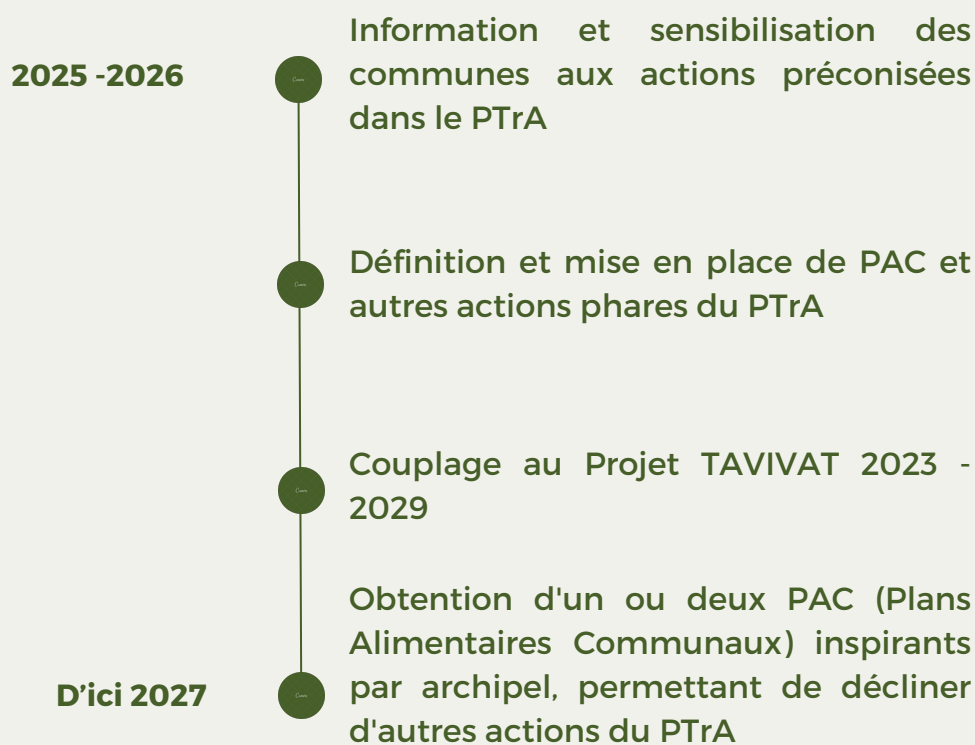 2025 -2026
Information et sensibilisation des
communes aux actions préconisées
dans le PTrA
Définition et mise en place de PAC et
autres actions phares du PTrA
Couplage au Projet TAVIVAT 2023 -
2029
D’ici 2027
Obtention d'un ou deux PAC (Plans
Alimentaires Communaux) inspirants
par archipel, permettant de décliner
d'autres actions du PTrA